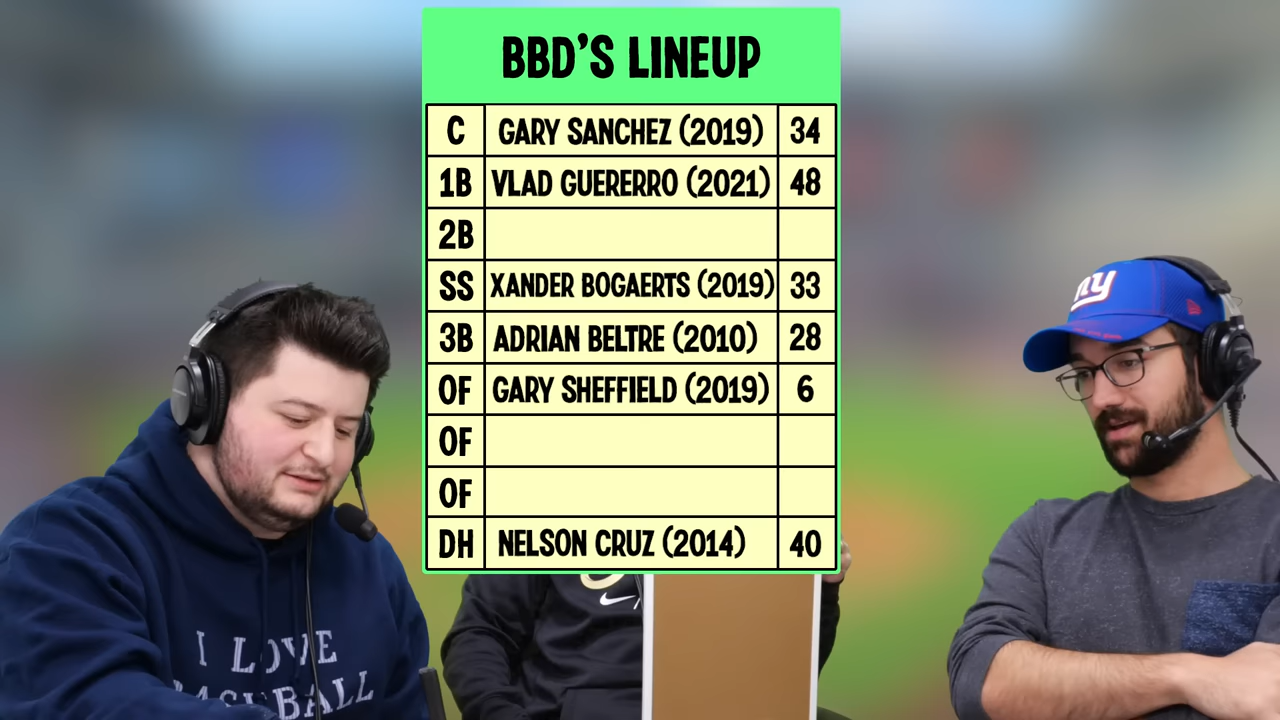 BBD'S LINEUP
C GARY SANCHEZ (2019) 34
1B VLAD GUERERRO (2021) 48
2B
SS XANDER BOGAERTS (2019) 33
3B ADRIAN BELTRE (2010) 28
OF GARY SHEFFIELD (2019) 6
OF
OF
DH NELSON CRUZ (2014) 40
ny
I LOVE
BASEBALL